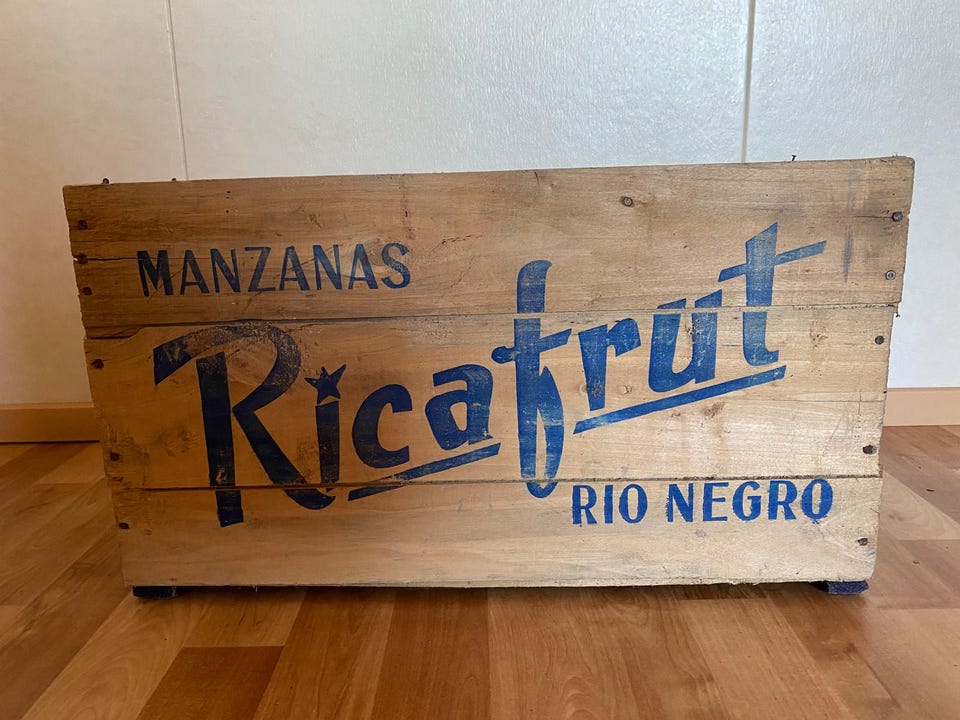 MANZANAS
Ricafrut
RIO NEGRO